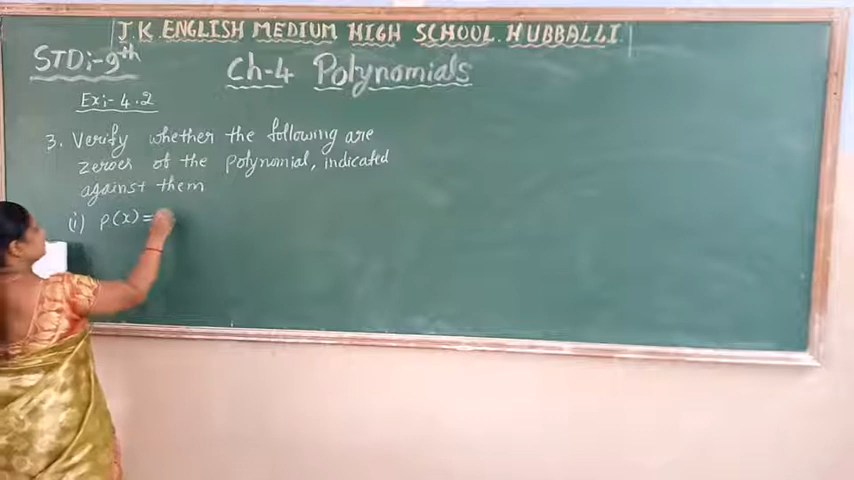 J.K ENGLISH MEDIUM HIGH SCHOOL HUBBALLI
STD:-9th
Ch-4 Polynomials
Ex:- 4.2
3. Verify whether the following are
zeroes of the polynomial, indicated
against them
(i) p(x)=